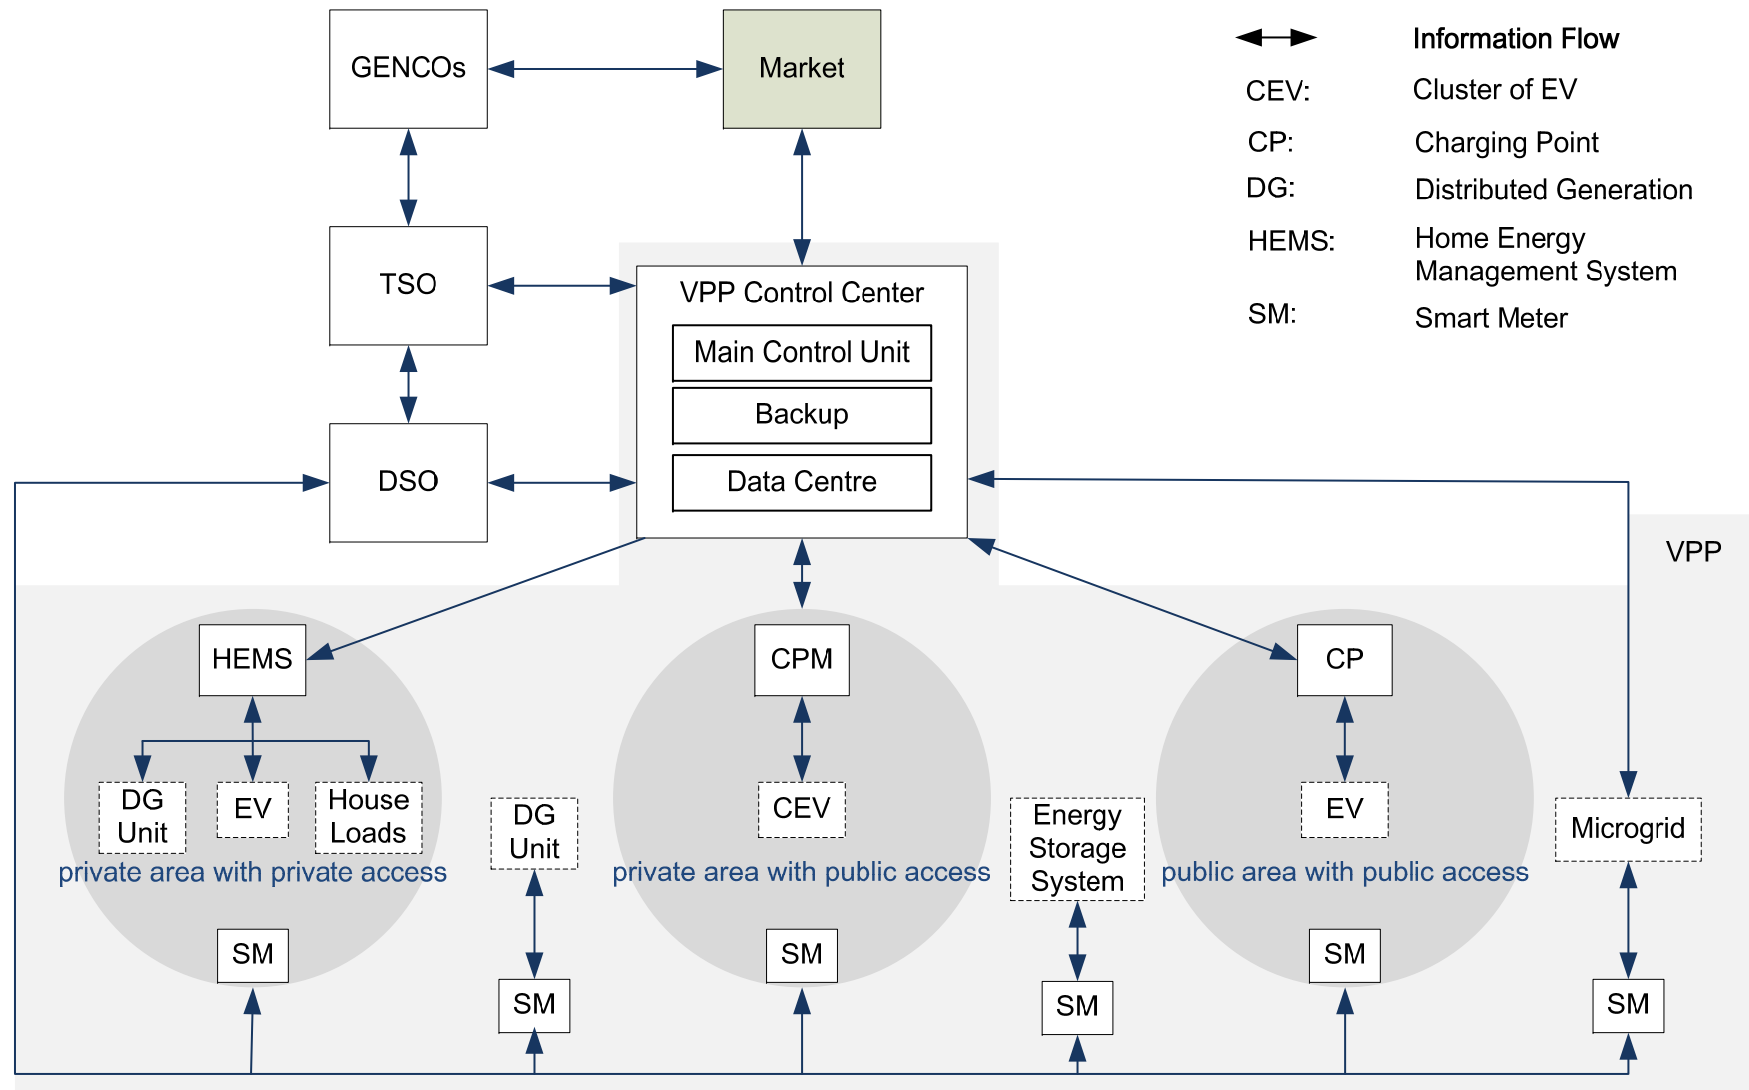 GENCOs
Market
Information Flow
CEV: Cluster of EV
CP: Charging Point
DG: Distributed Generation
HEMS: Home Energy
Management System
SM: Smart Meter
TSO
VPP Control Center
Main Control Unit
Backup
Data Centre
DSO
VPP
HEMS
CPM
CP
DG
Unit
EV
House
Loads
private area with private access
SM
DG
Unit
SM
CEV
private area with public access
SM
Energy
Storage
System
SM
EV
public area with public access
SM
Microgrid
SM